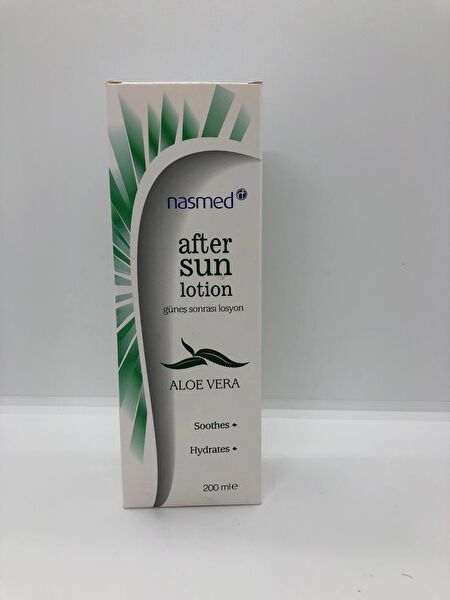 nasmed
after
sun
lotion
güneş sonrası losyon
ALOE VERA
Soothes
Hydrates
200 ml e